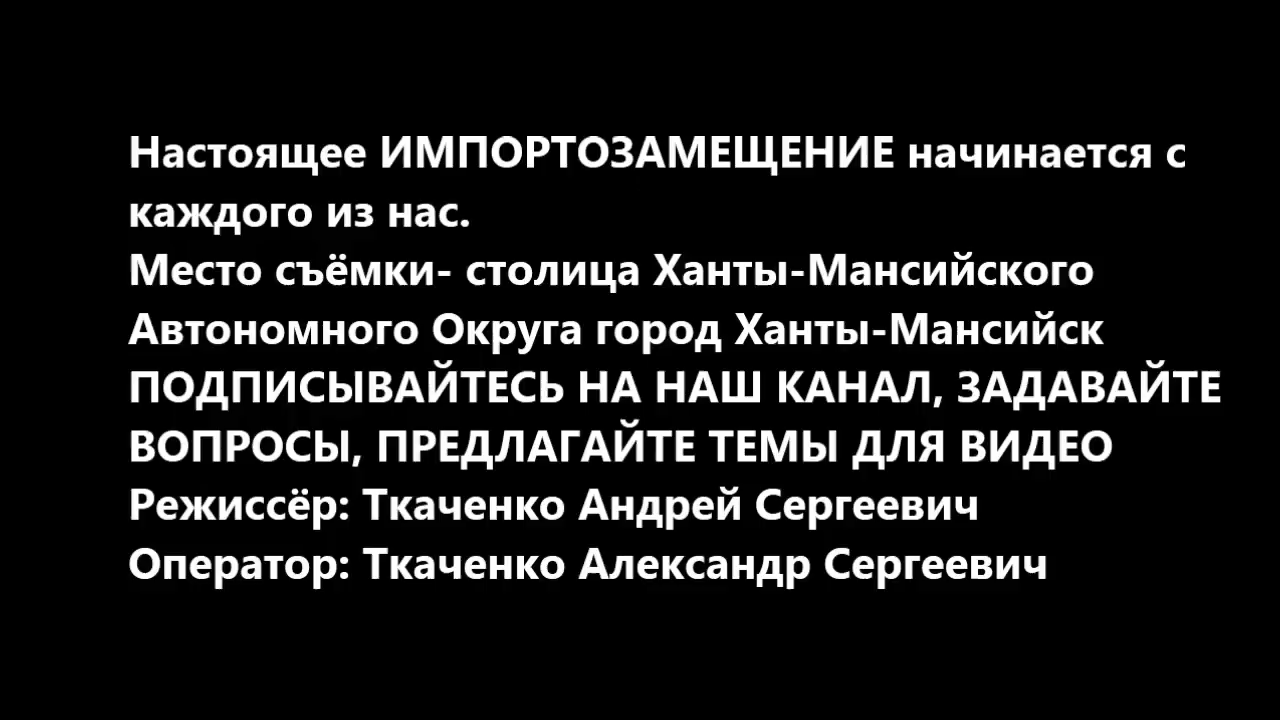 Настоящее ИМПОРТОЗАМЕЩЕНИЕ начинается с
каждого из нас.
Место съёмки- столица Ханты-Мансийского
Автономного Округа город Ханты-Мансийск
ПОДПИСЫВАЙТЕСЬ НА НАШ КАНАЛ, ЗАДАВАЙТЕ
ВОПРОСЫ, ПРЕДЛАГАЙТЕ ТЕМЫ ДЛЯ ВИДЕО
Режиссёр: Ткаченко Андрей Сергеевич
Оператор: Ткаченко Александр Сергеевич